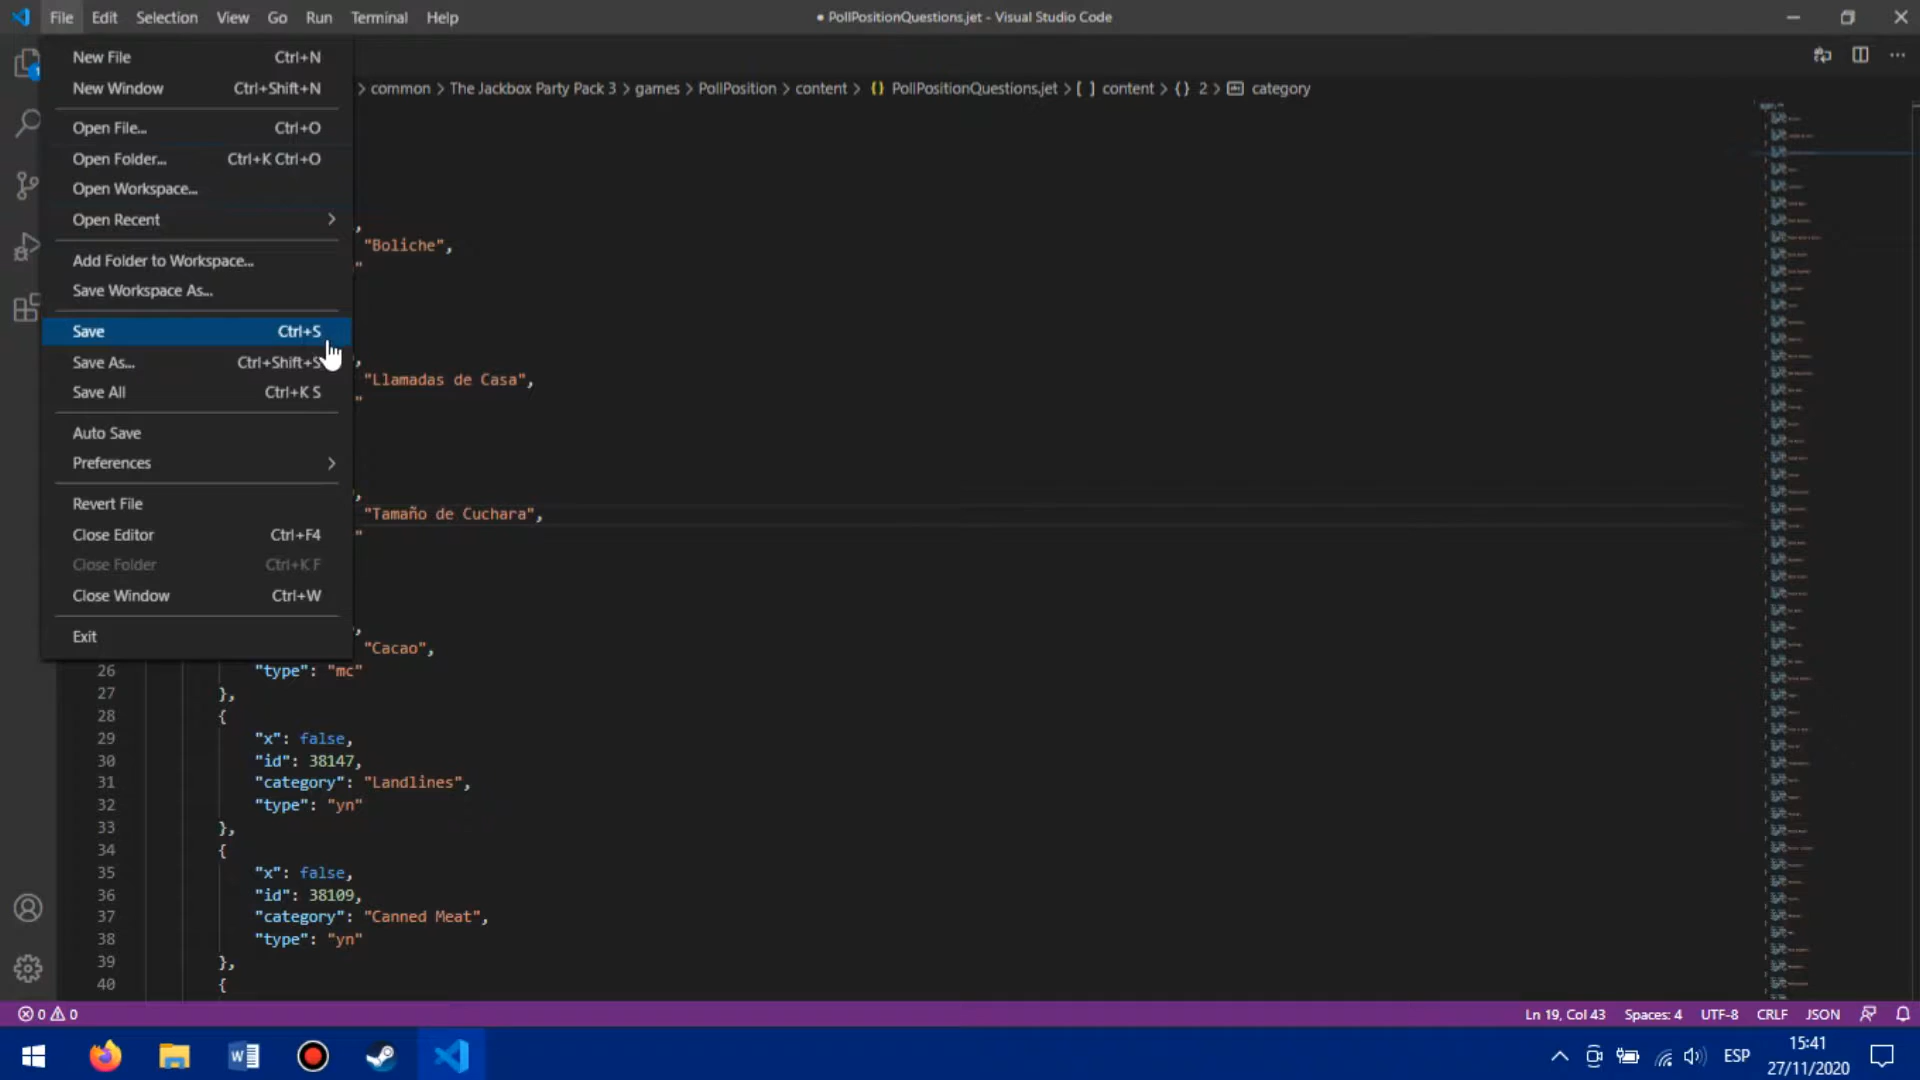 File Edit Selection View Go Run Terminal Help
● PollPositionQuestions.jet - Visual Studio Code
New File Ctrl+N
New Window Ctrl+Shift+N
Open File... Ctrl+O
Open Folder... Ctrl+K Ctrl+O
Open Workspace...
Open Recent
Add Folder to Workspace...
Save Workspace As...
Save Ctrl+S
Save As... Ctrl+Shift+S
Save All Ctrl+K S
Auto Save
Preferences
Revert File
Close Editor Ctrl+F4
Close Folder Ctrl+K F
Close Window Ctrl+W
Exit
1
> common > The Jackbox Party Pack 3 > games > PollPosition > content > {} PollPositionQuestions.jet > [ ] content > {} 2 > category
,
"Boliche",
"
,
"Llamadas de Casa",
"
,
"Tamaño de Cuchara",
"
,
"Cacao",
26 "type": "mc"
27 },
28 {
29 "x": false,
30 "id": 38147,
31 "category": "Landlines",
32 "type": "yn"
33 },
34 {
35 "x": false,
36 "id": 38109,
37 "category": "Canned Meat",
38 "type": "yn"
39 },
40 {
0 0
Ln 19, Col 43 Spaces: 4 UTF-8 CRLF JSON
W
ESP
15:41
27/11/2020